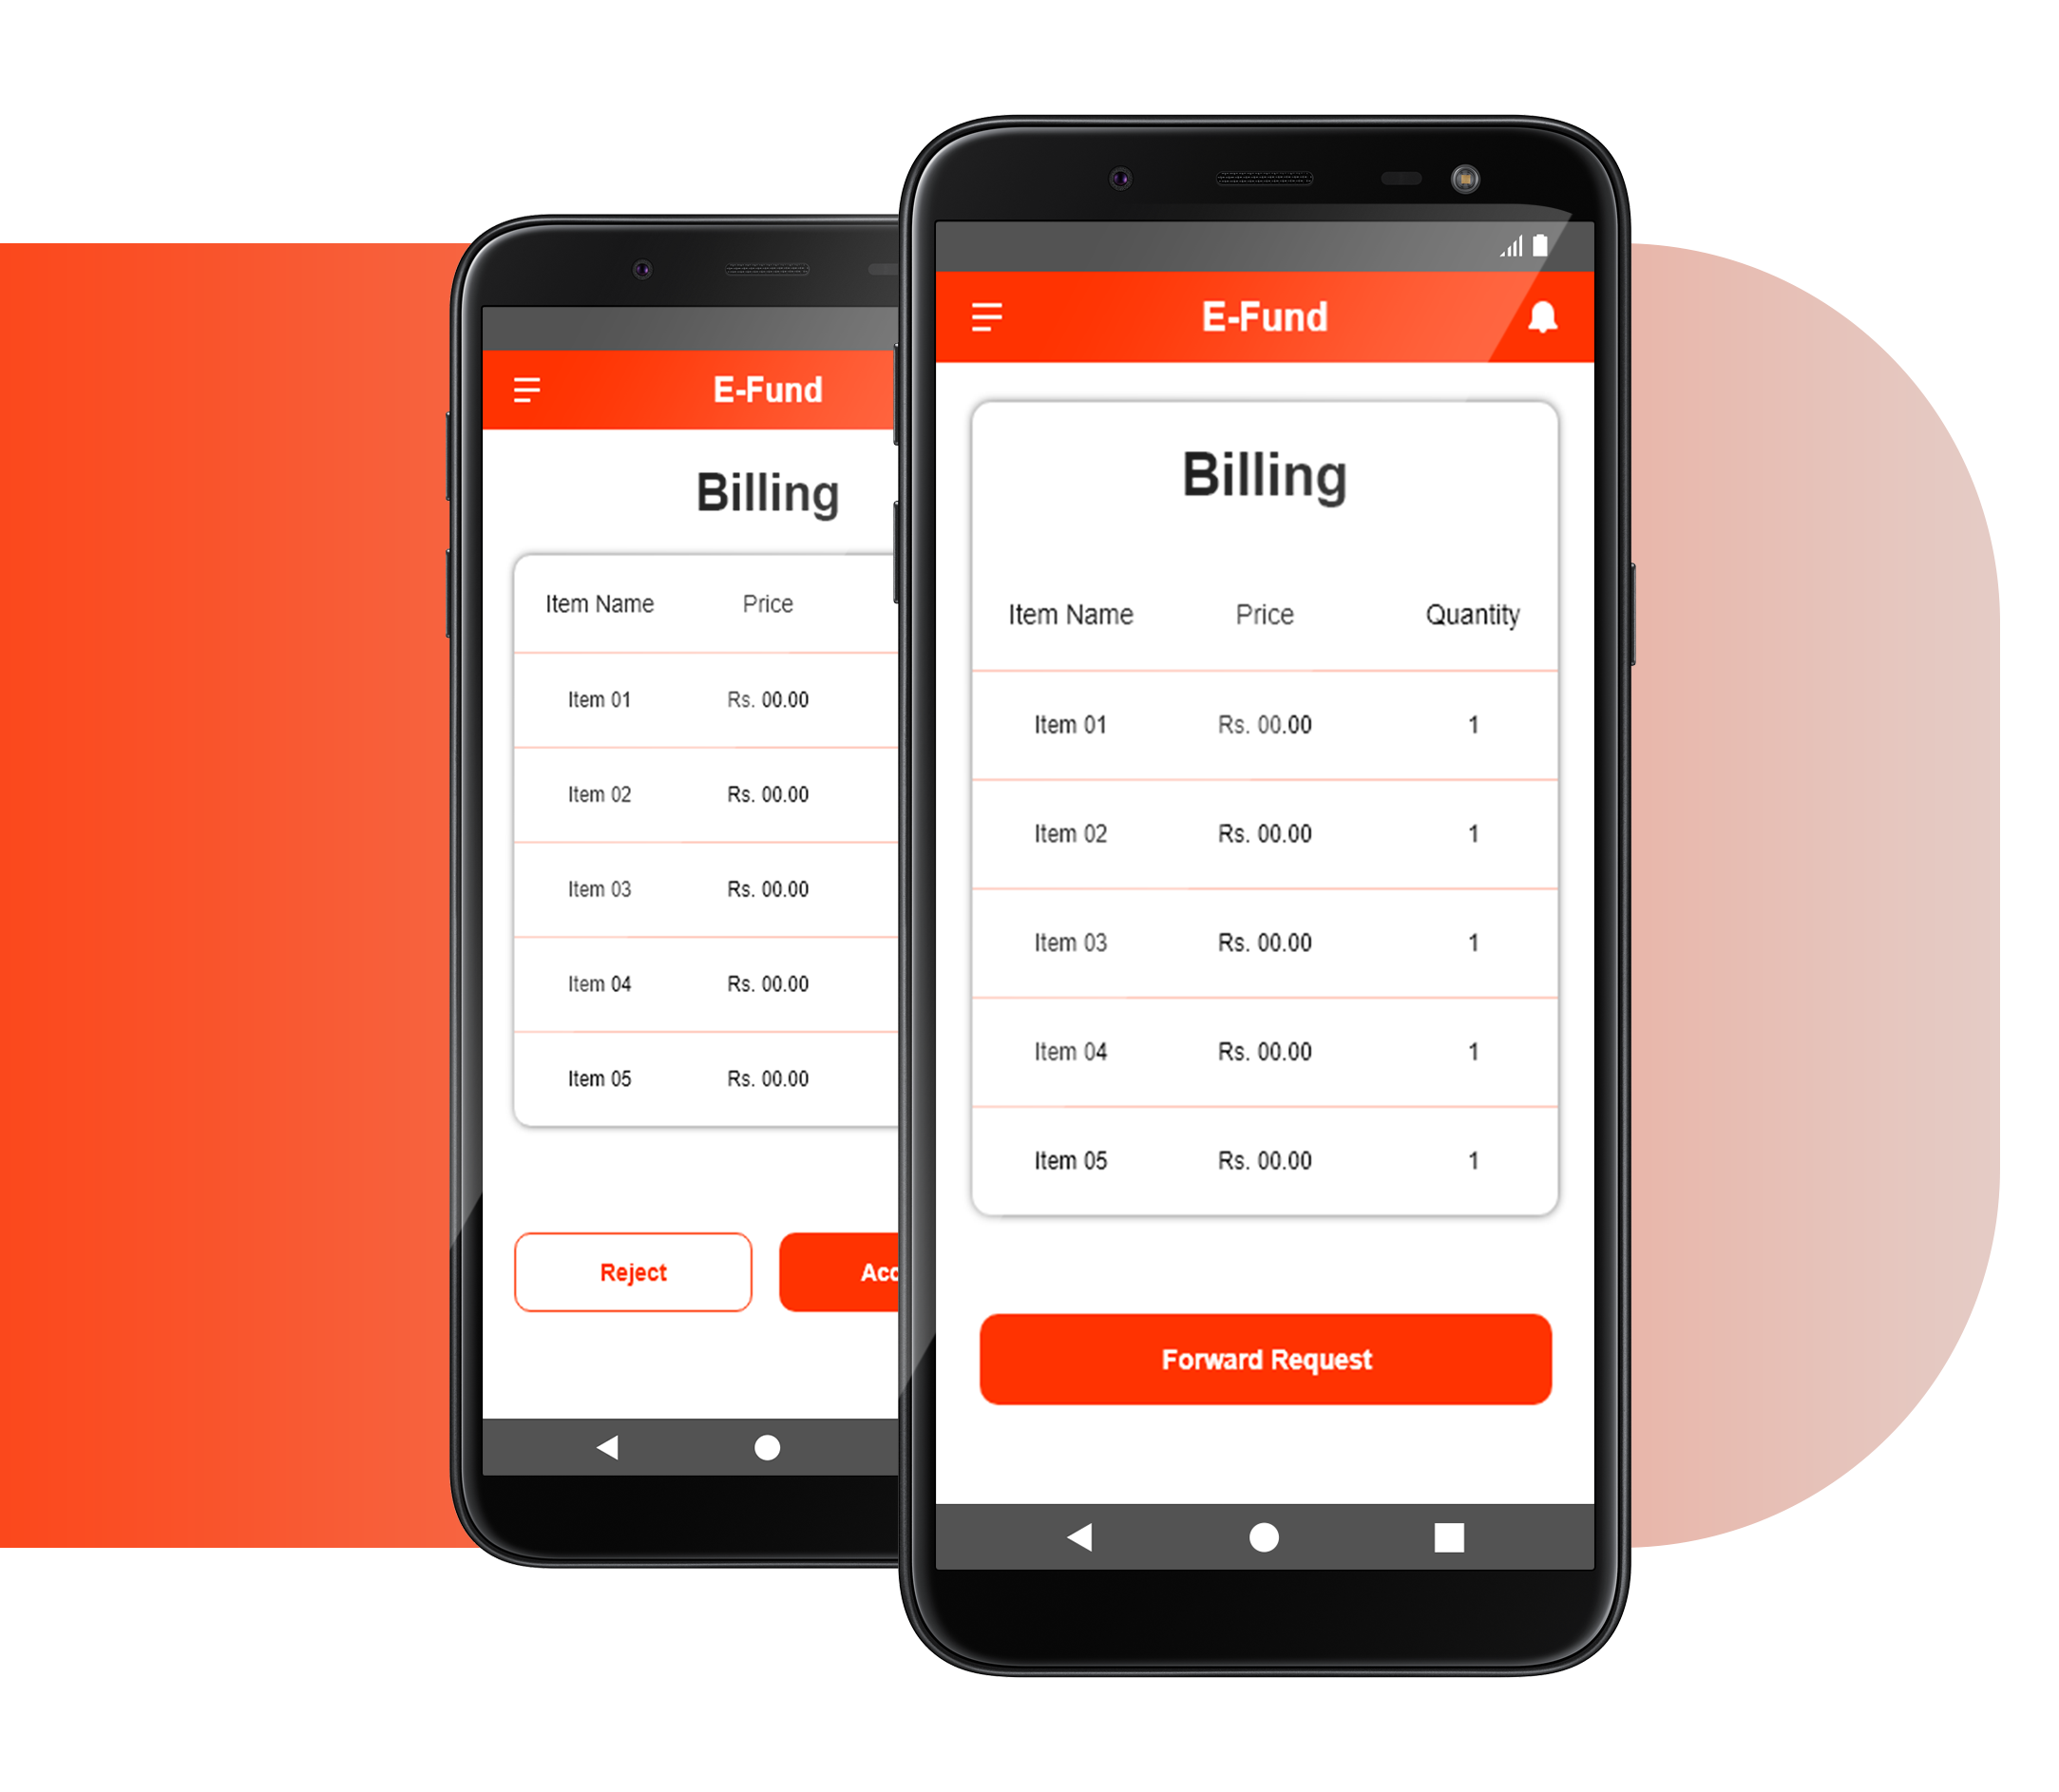 E-Fund
Billing
Item Name Price
Item 01 Rs. 00.00
Item 02 Rs. 00.00
Item 03 Rs. 00.00
Item 04 Rs. 00.00
Item 05 Rs. 00.00
Reject Acc
E-Fund
Billing
Item Name Price Quantity
Item 01 Rs. 00.00 1
Item 02 Rs. 00.00 1
Item 03 Rs. 00.00 1
Item 04 Rs. 00.00 1
Item 05 Rs. 00.00 1
Forward Request